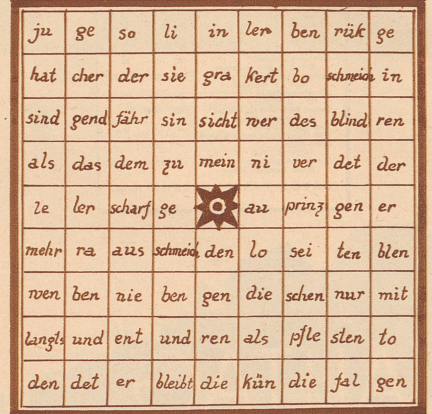 ju ge so li in ler ben rük ge
hat cher der sie gra kert bo schmeich in
sind gend fähr sin sicht wer des blind ren
als das dem zu mein ni ver det der
le ler scharf ge au prinz gen er
mehr ra aus schmeich den lo sei ten blen
wen ben nie ben gen die schen nur mit
langts und ent und ren als pfle sten to
den det er bleibt die kün die fal gen